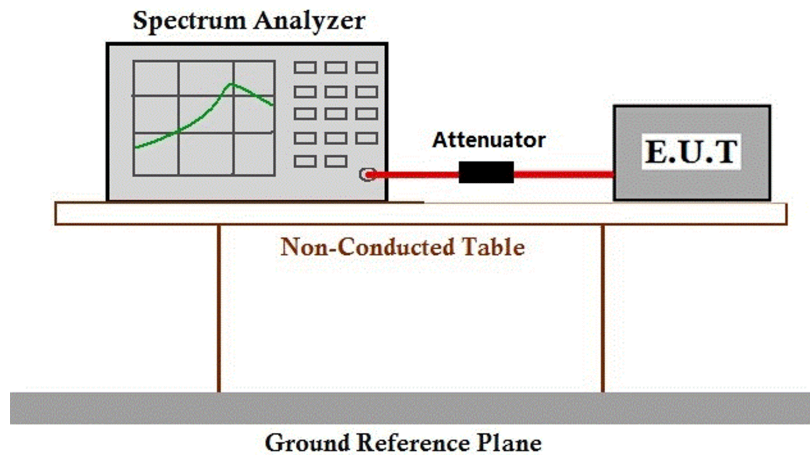 Spectrum Analyzer
Attenuator
E.U.T
Non-Conducted Table
Ground Reference Plane